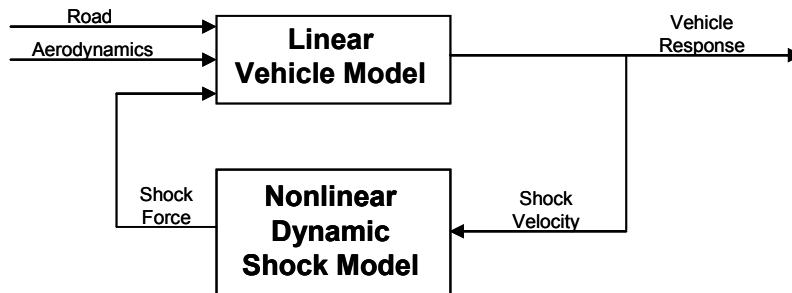 Road
Aerodynamics
Linear
Vehicle Model
Vehicle
Response
Shock
Force
Nonlinear
Dynamic
Shock Model
Shock
Velocity